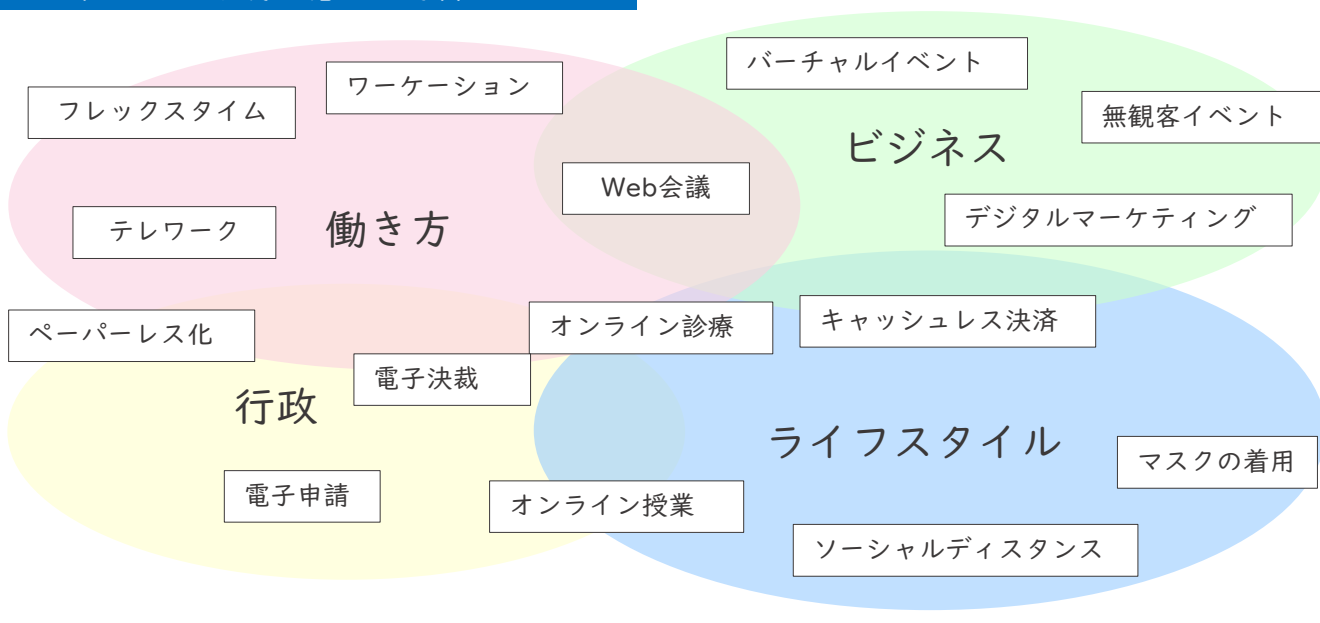 バーチャルイベント
ワーケーション
フレックスタイム
無観客イベント
ビジネス
Web会議
デジタルマーケティング
テレワーク
働き方
ペーパーレス化
オンライン診療
キャッシュレス決済
電子決裁
行政
ライフスタイル
マスクの着用
電子申請
オンライン授業
ソーシャルディスタンス